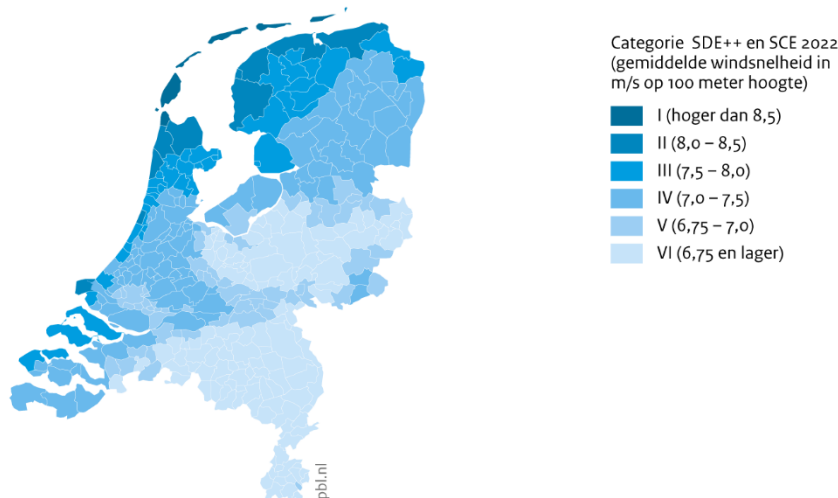 Categorie SDE++ en SCE 2022
(gemiddelde windsnelheid in
m/s op 100 meter hoogte)
I (hoger dan 8,5)
II (8,0 – 8,5)
III (7,5 – 8,0)
IV (7,0 – 7,5)
V (6,75 – 7,0)
VI (6,75 en lager)
pbl.nl